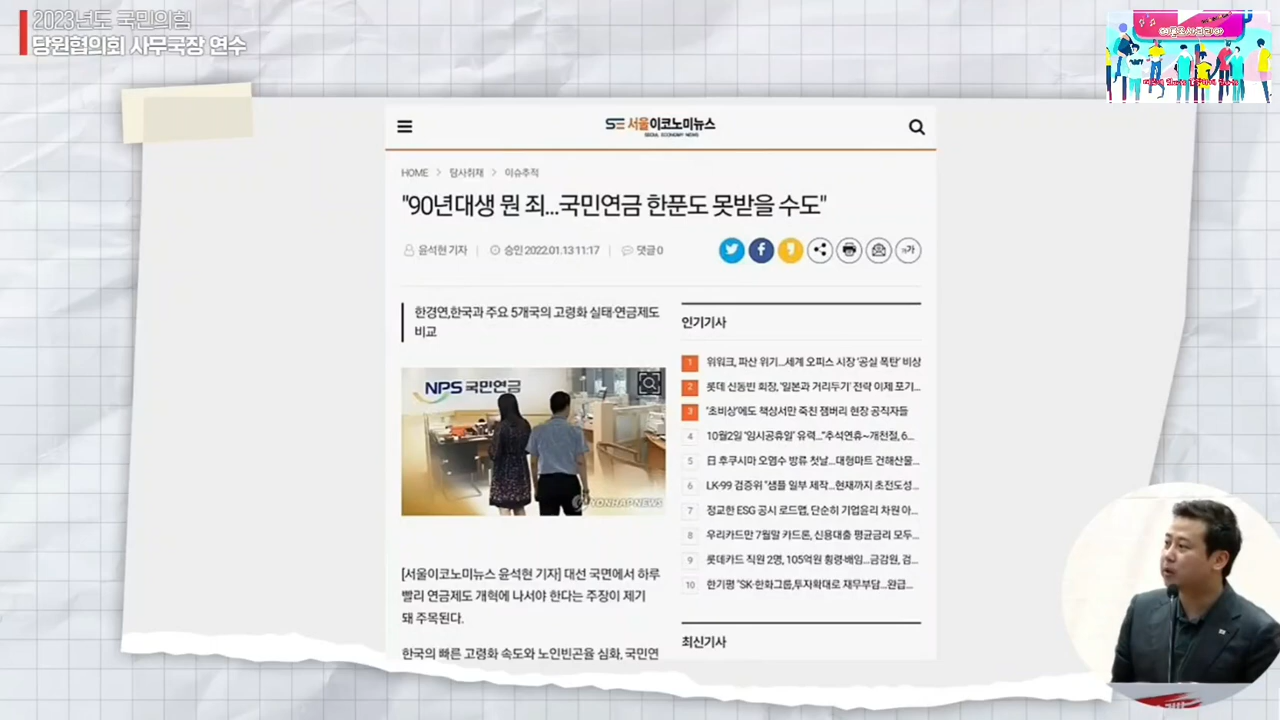 2023년도 국민의힘
당원협의회 사무국장 연수
SE 서울이코노미뉴스
SEOUL ECONOMY NEWS
HOME > 탐사취재 > 이슈추적
"90년대생 뭔 죄...국민연금 한푼도 못받을 수도"
윤석현 기자 | 승인 2022.01.13 11:17 | 댓글 0
가
한경연,한국과 주요 5개국의 고령화 실태·연금제도
비교
NPS 국민연금
YONHAPNEWS
[서울이코노미뉴스 윤석현 기자] 대선 국면에서 하루
빨리 연금제도 개혁에 나서야 한다는 주장이 제기
돼 주목된다.
한국의 빠른 고령화 속도와 노인빈곤율 심화, 국민연
인기기사
1 위워크, 파산 위기...세계 오피스 시장 '공실 폭탄' 비상
2 롯데 신동빈 회장, '일본과 거리두기' 전략 이제 포기...
3 '초비상'에도 책상서만 죽친 잼버리 현장 공직자들
4 10월2일 '임시공휴일' 유력..."추석연휴~개천절, 6...
5 日 후쿠시마 오염수 방류 첫날...대형마트 건해산물...
6 LK-99 검증위 "샘플 일부 제작...현재까지 초전도성...
7 정교한 ESG 공시 로드맵, 단순히 기업윤리 차원 아...
8 우리카드만 7월말 카드론, 신용대출 평균금리 모두...
9 롯데카드 직원 2명, 105억원 횡령·배임...금감원, 검...
10 한기평 "SK·한화그룹,투자확대로 재무부담...완급...
최신기사